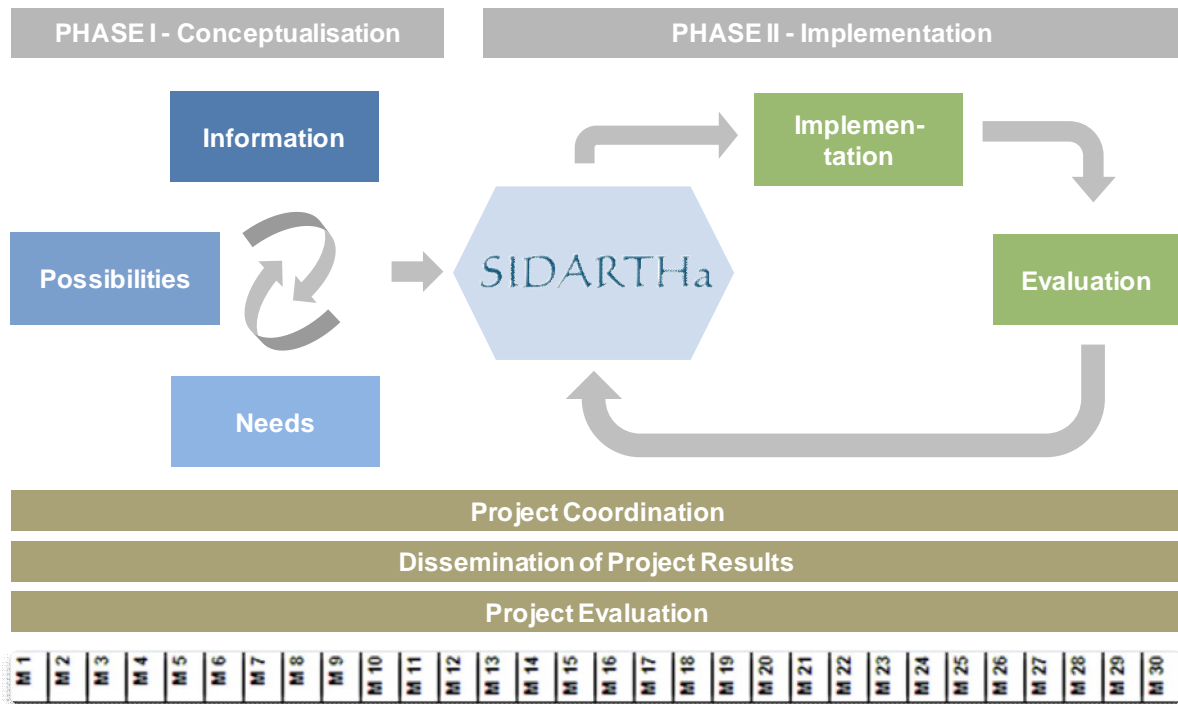 PHASE I - Conceptualisation
PHASE II - Implementation
Information
Implemen-
tation
Possibilities
SIDARTHa
Evaluation
Needs
Project Coordination
Dissemination of Project Results
Project Evaluation
M 1
M 2
M 3
M 4
M 5
M 6
M 7
M 8
M 9
M 10
M 11
M 12
M 13
M 14
M 15
M 16
M 17
M 18
M 19
M 20
M 21
M 22
M 23
M 24
M 25
M 26
M 27
M 28
M 29
M 30